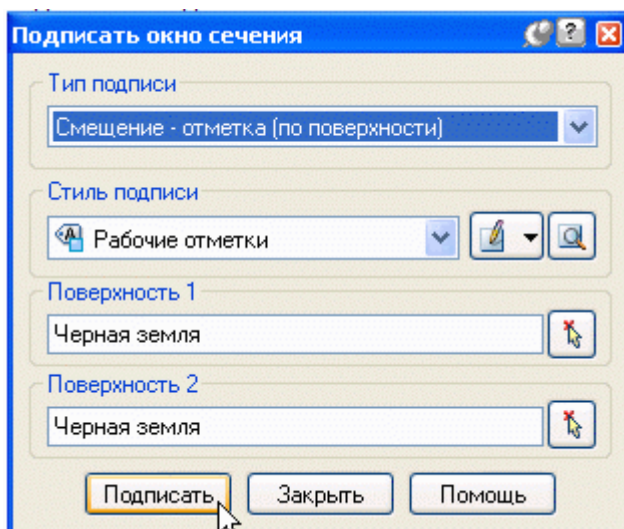 Подписать окно сечения
Тип подписи
Смещение - отметка (по поверхности)
Стиль подписи
Рабочие отметки
Поверхность 1
Черная земля
Поверхность 2
Черная земля
Подписать Закрыть Помощь